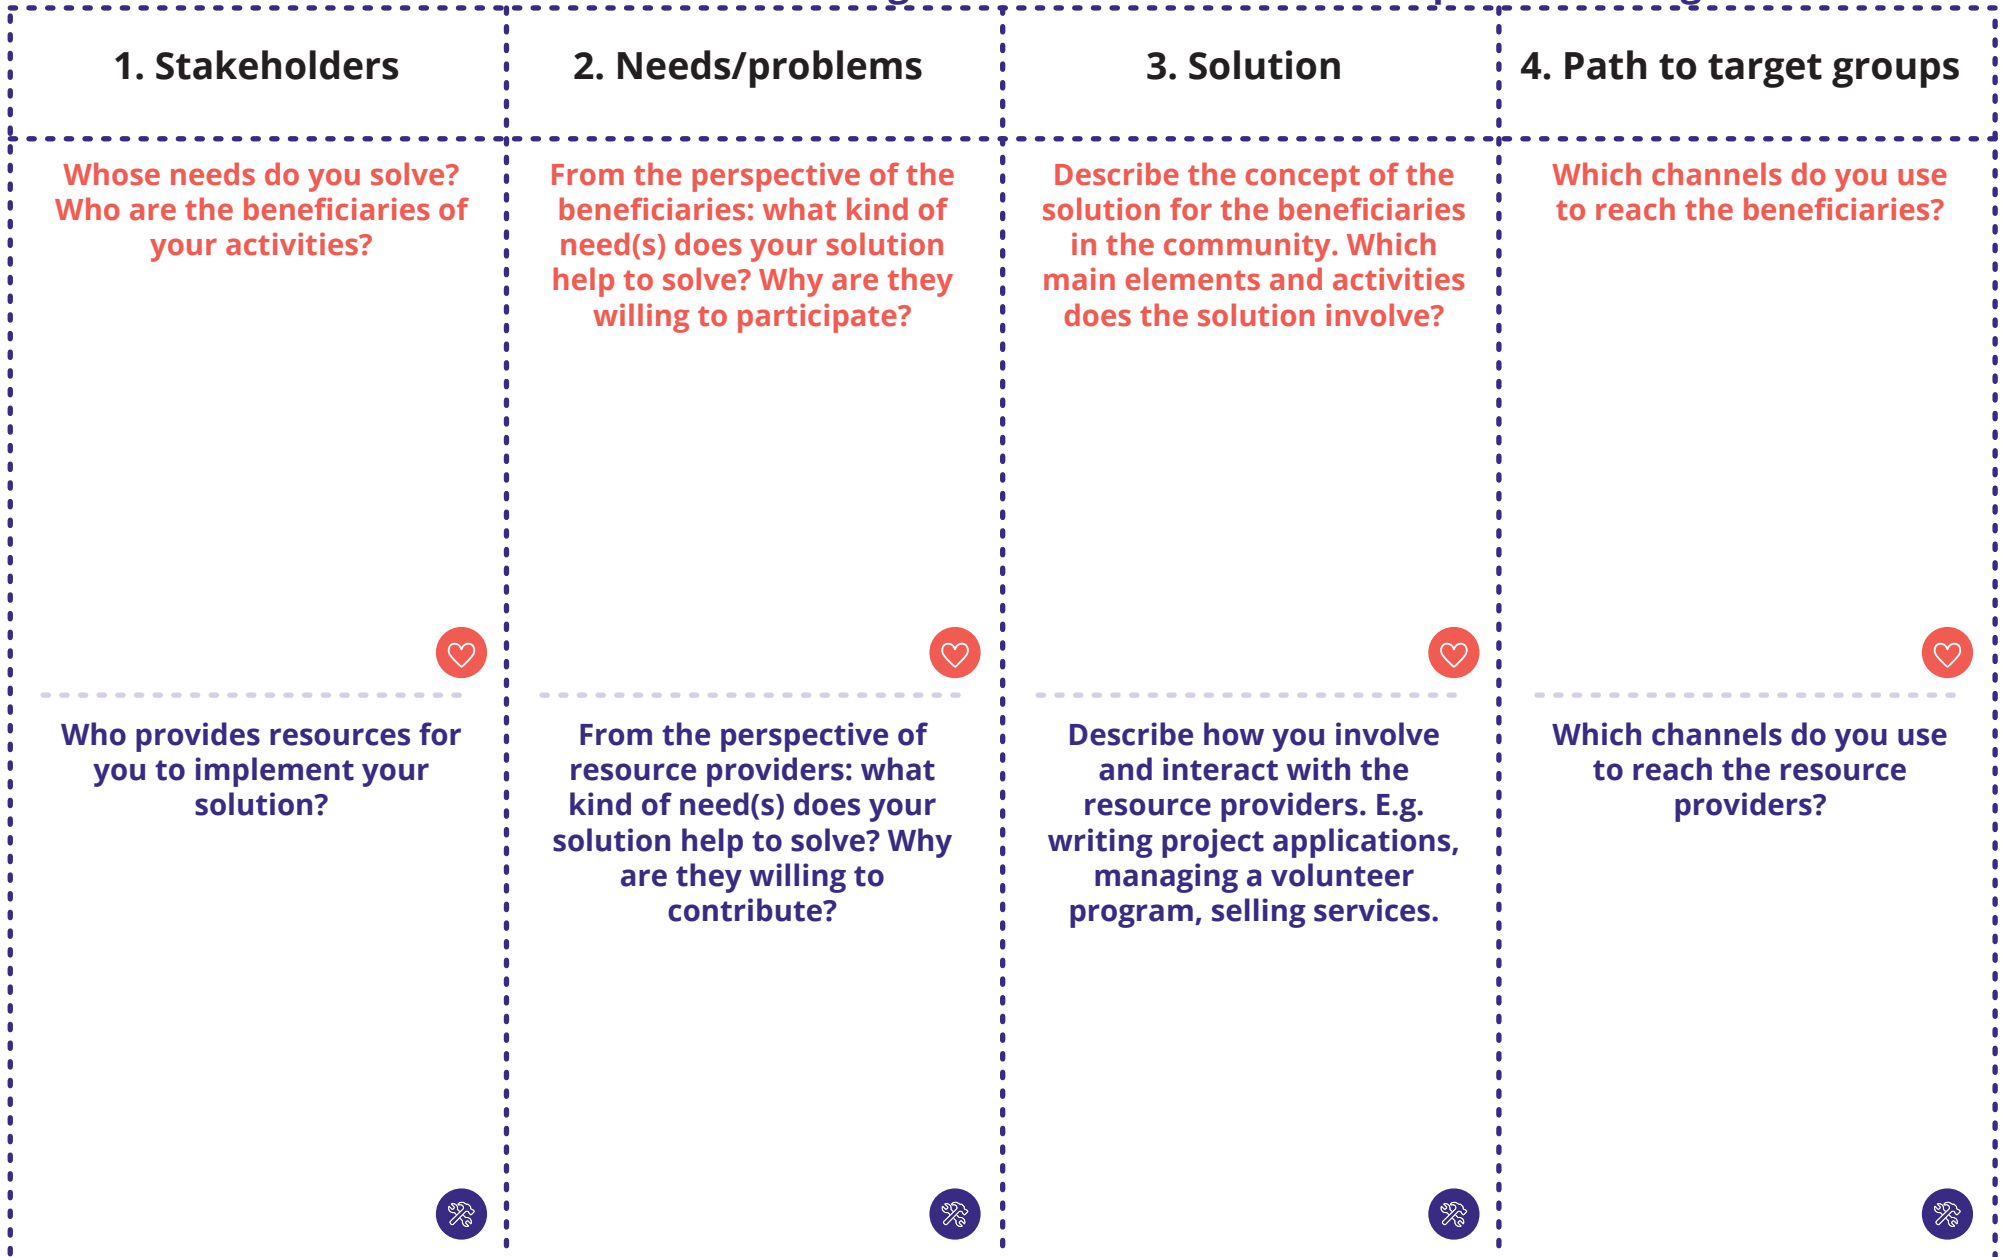 1. Stakeholders
2. Needs/problems
3. Solution
4. Path to target groups
Whose needs do you solve?
Who are the beneficiaries of
your activities?
From the perspective of the
beneficiaries: what kind of
need(s) does your solution
help to solve? Why are they
willing to participate?
Describe the concept of the
solution for the beneficiaries
in the community. Which
main elements and activities
does the solution involve?
Which channels do you use
to reach the beneficiaries?
Who provides resources for
you to implement your
solution?
From the perspective of
resource providers: what
kind of need(s) does your
solution help to solve? Why
are they willing to
contribute?
Describe how you involve
and interact with the
resource providers. E.g.
writing project applications,
managing a volunteer
program, selling services.
Which channels do you use
to reach the resource
providers?